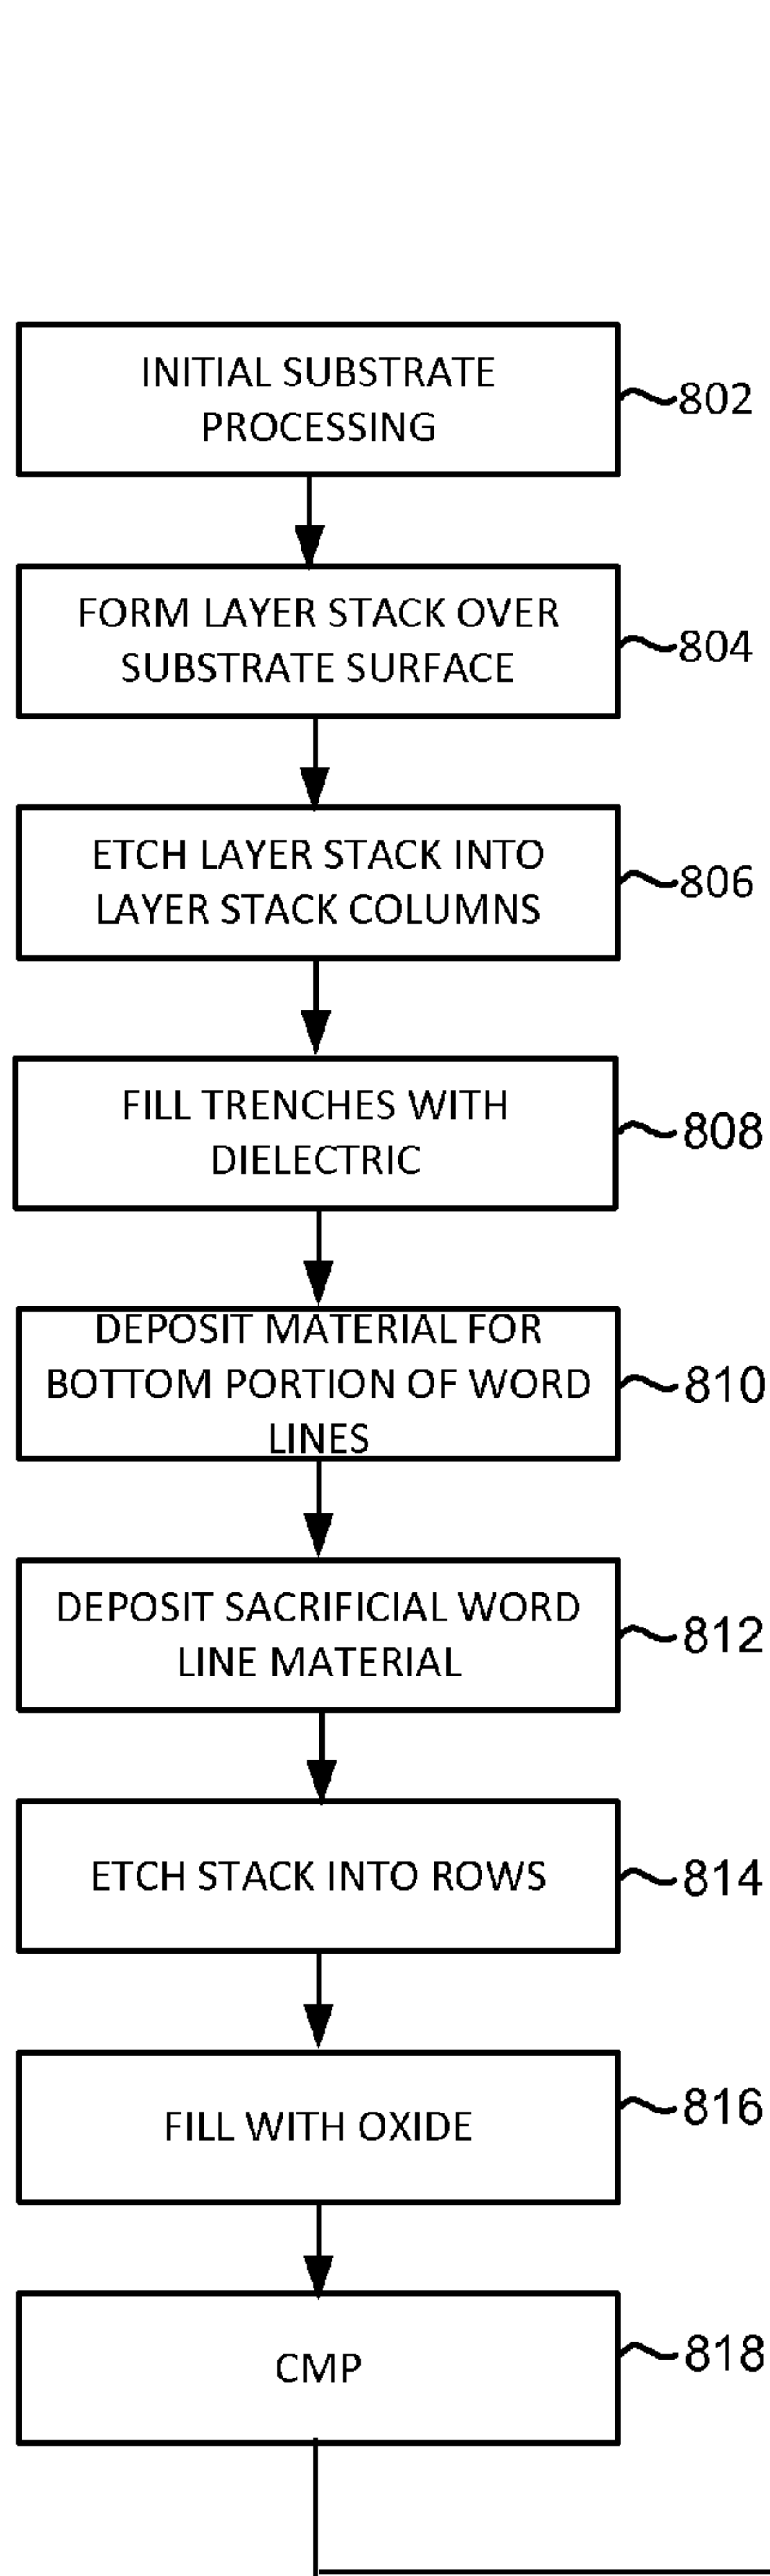 INITIAL SUBSTRATE
PROCESSING
802
FORM LAYER STACK OVER
SUBSTRATE SURFACE
804
ETCH LAYER STACK INTO
LAYER STACK COLUMNS
806
FILL TRENCHES WITH
DIELECTRIC
808
DEPOSIT MATERIAL FOR
BOTTOM PORTION OF WORD
LINES
810
DEPOSIT SACRIFICIAL WORD
LINE MATERIAL
812
ETCH STACK INTO ROWS
814
FILL WITH OXIDE
816
CMP
818